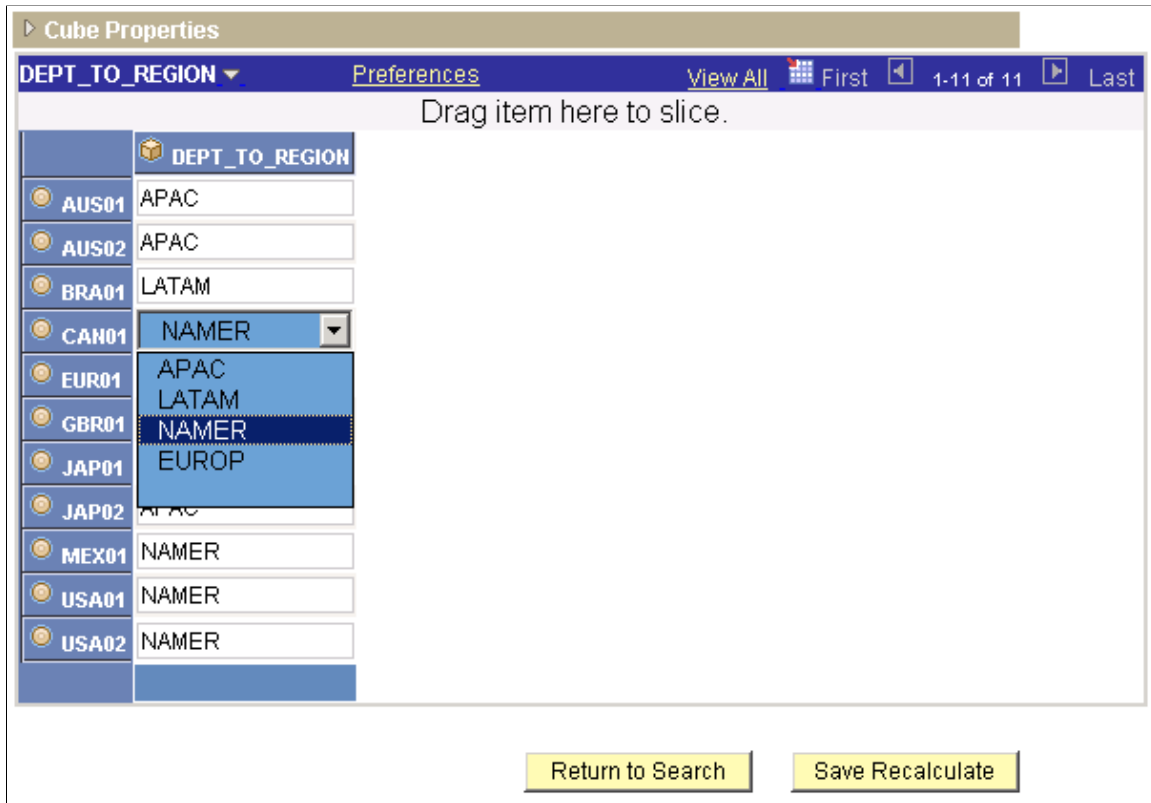 Cube Properties
DEPT_TO_REGION Preferences View All First 1-11 of 11 Last
Drag item here to slice.
DEPT_TO_REGION
AUS01 APAC
AUS02 APAC
BRA01 LATAM
CAN01 NAMER
EUR01 APAC
LATAM
GBR01 NAMER
JAP01 EUROP
JAP02 APAC
MEX01 NAMER
USA01 NAMER
USA02 NAMER
Return to Search Save Recalculate